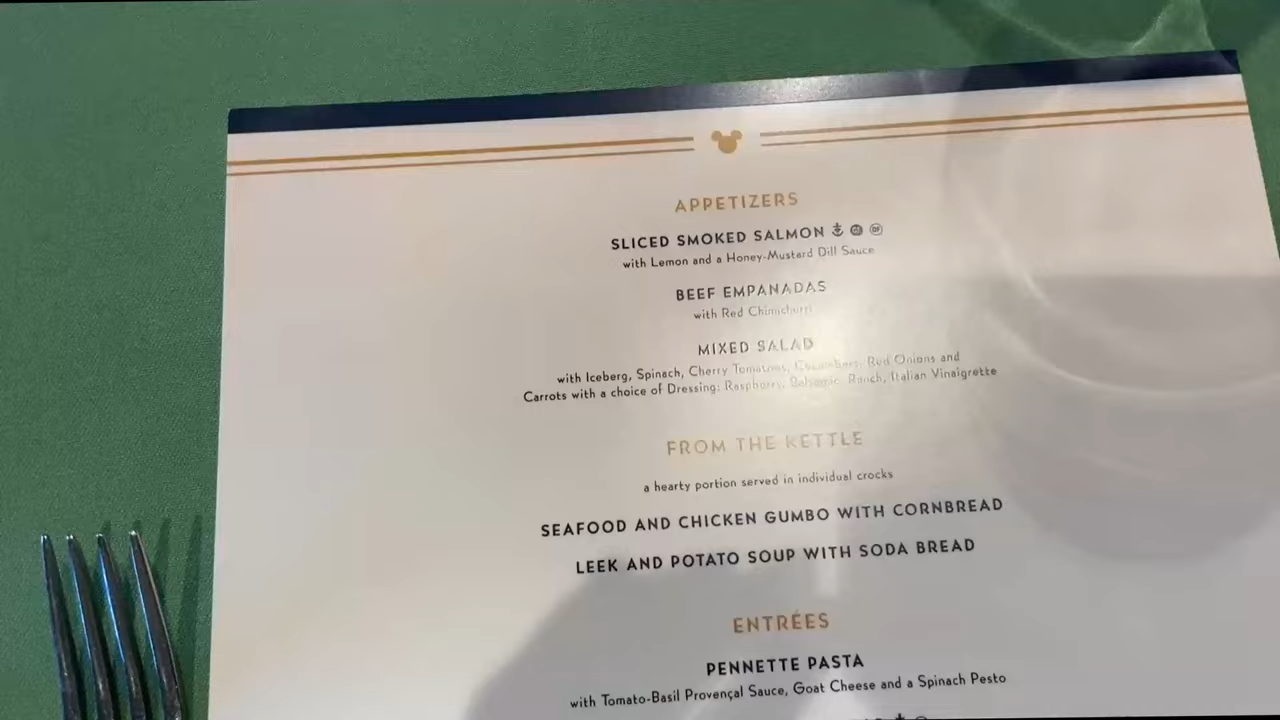 APPETIZERS
SLICED SMOKED SALMON
with Lemon and a Honey-Mustard Dill Sauce
BEEF EMPANADAS
with Red Chimichurri
MIXED SALAD
with Iceberg, Spinach, Cherry Tomatoes, Cucumbers, Red Onions and
Carrots with a choice of Dressing: Raspberry, Balsamic, Ranch, Italian Vinaigrette
FROM THE KETTLE
a hearty portion served in individual crocks
SEAFOOD AND CHICKEN GUMBO WITH CORNBREAD
LEEK AND POTATO SOUP WITH SODA BREAD
ENTRÉES
PENNETTE PASTA
with Tomato-Basil Provençal Sauce, Goat Cheese and a Spinach Pesto